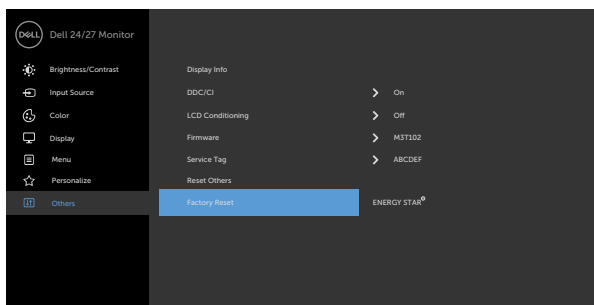 DELL Dell 24/27 Monitor
Brightness/Contrast Display Info
Input Source DDC/CI On
Color LCD Conditioning Off
Display Firmware M3T102
Menu Service Tag ABCDEF
Personalize Reset Others
Others Factory Reset ENERGY STAR®